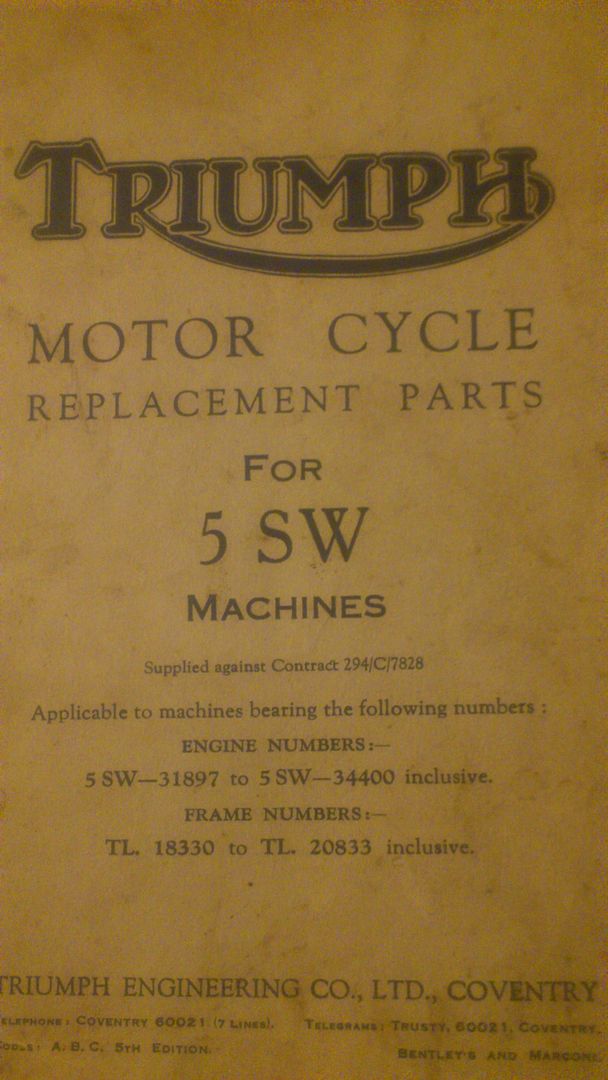 TRIUMPH
MOTOR CYCLE
REPLACEMENT PARTS
FOR
5 SW
MACHINES
Supplied against Contract 294/C/7828
Applicable to machines bearing the following numbers :
ENGINE NUMBERS:—
5 SW—31897 to 5 SW—34400 inclusive.
FRAME NUMBERS:—
TL. 18330 to TL. 20833 inclusive.
TRIUMPH ENGINEERING CO., LTD., COVENTRY
ELEPHONE: COVENTRY 60021 (7 LINES). TELEGRAMS: TRUSTY, 60021, COVENTRY.
A. B. C. 5TH EDITION.
BENTLEY'S AND MARCONI